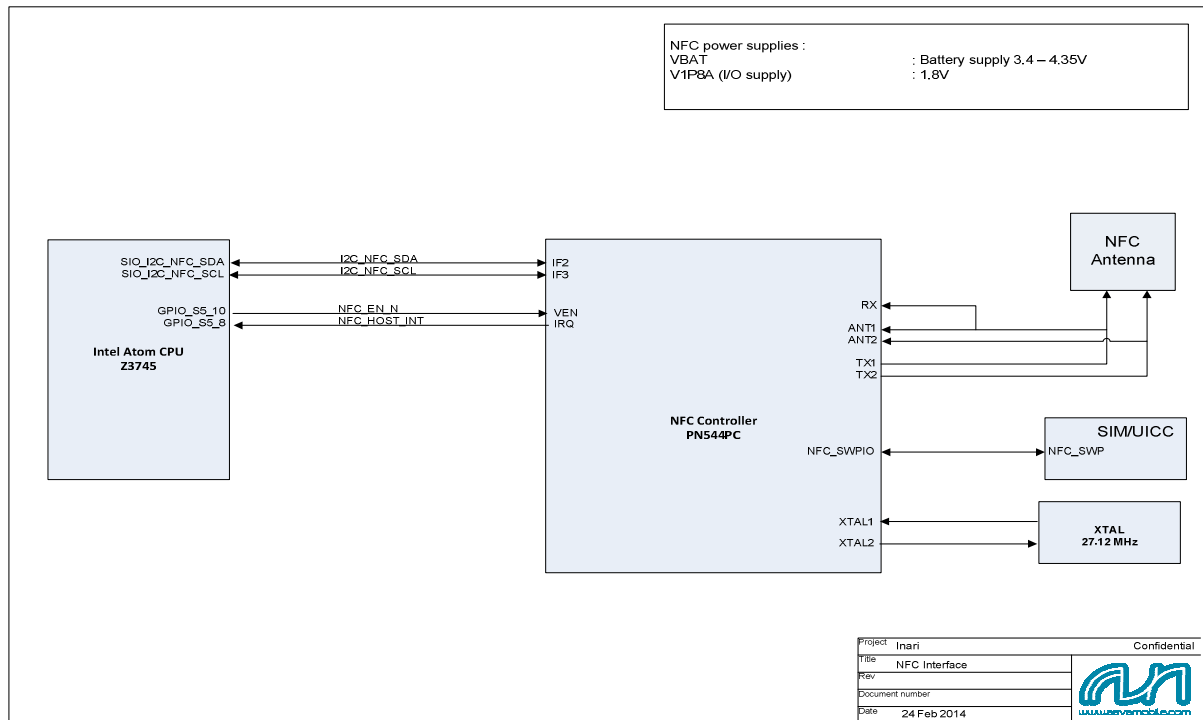 NFC power supplies :
VBAT : Battery supply 3.4 – 4.35V
V1P8A (I/O supply) : 1.8V
NFC
Antenna
SIO_I2C_NFC_SDA
SIO_I2C_NFC_SCL
GPIO_S5_10
GPIO_S5_8
Intel Atom CPU
Z3745
I2C_NFC_SDA
I2C_NFC_SCL
NFC_EN_N
NFC_HOST_INT
IF2
IF3
VEN
IRQ
RX
ANT1
ANT2
TX1
TX2
NFC Controller
PN544PC
NFC_SWPIO
XTAL1
XTAL2
SIM/UICC
NFC_SWP
XTAL
27.12 MHz
Project Inari Confidential
Title NFC Interface
Rev
Document number
Date 24 Feb 2014
www.aavamobile.com